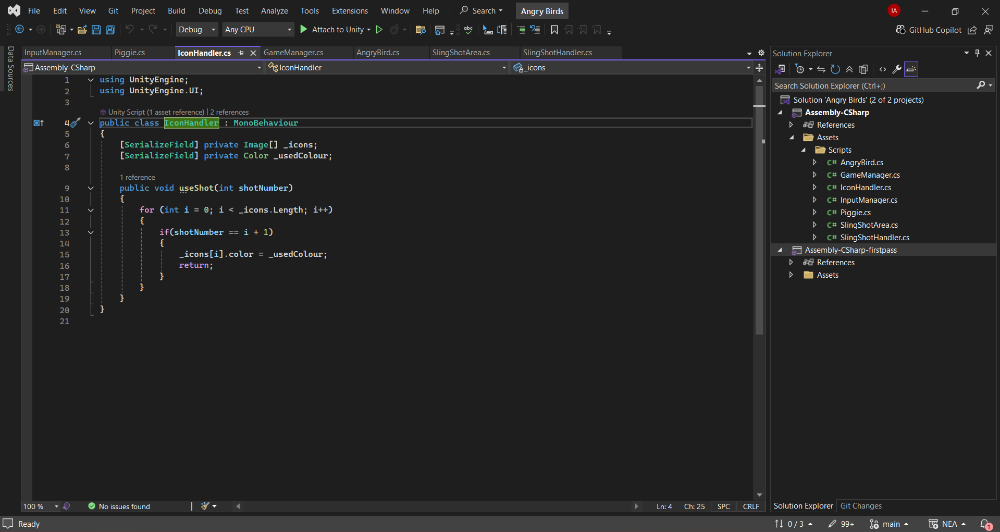 File Edit View Git Project Build Debug Test Analyze Tools Extensions Window Help Search Angry Birds IA
Debug Any CPU Attach to Unity GitHub Copilot
Data Sources
InputManager.cs Piggie.cs IconHandler.cs GameManager.cs AngryBird.cs SlingShotArea.cs SlingShotHandler.cs
Assembly-CSharp IconHandler _icons
1 using UnityEngine;
2 using UnityEngine.UI;
3
Unity Script (1 asset reference) | 2 references
4 public class IconHandler : MonoBehaviour
5 {
6 [SerializeField] private Image[] _icons;
7 [SerializeField] private Color _usedColour;
8
1 reference
9 public void useShot(int shotNumber)
10 {
11 for (int i = 0; i < _icons.Length; i++)
12 {
13 if(shotNumber == i + 1)
14 {
15 _icons[i].color = _usedColour;
16 return;
17 }
18 }
19 }
20 }
21
100 % No issues found Ln: 4 Ch: 25 SPC CRLF
Solution Explorer
Search Solution Explorer (Ctrl+;)
Solution 'Angry Birds' (2 of 2 projects)
Assembly-CSharp
References
Assets
Scripts
C# AngryBird.cs
C# GameManager.cs
C# IconHandler.cs
C# InputManager.cs
C# Piggie.cs
C# SlingShotArea.cs
C# SlingShotHandler.cs
Assembly-CSharp-firstpass
References
Assets
Solution Explorer Git Changes
Ready 0 / 3 99+ main NEA 1